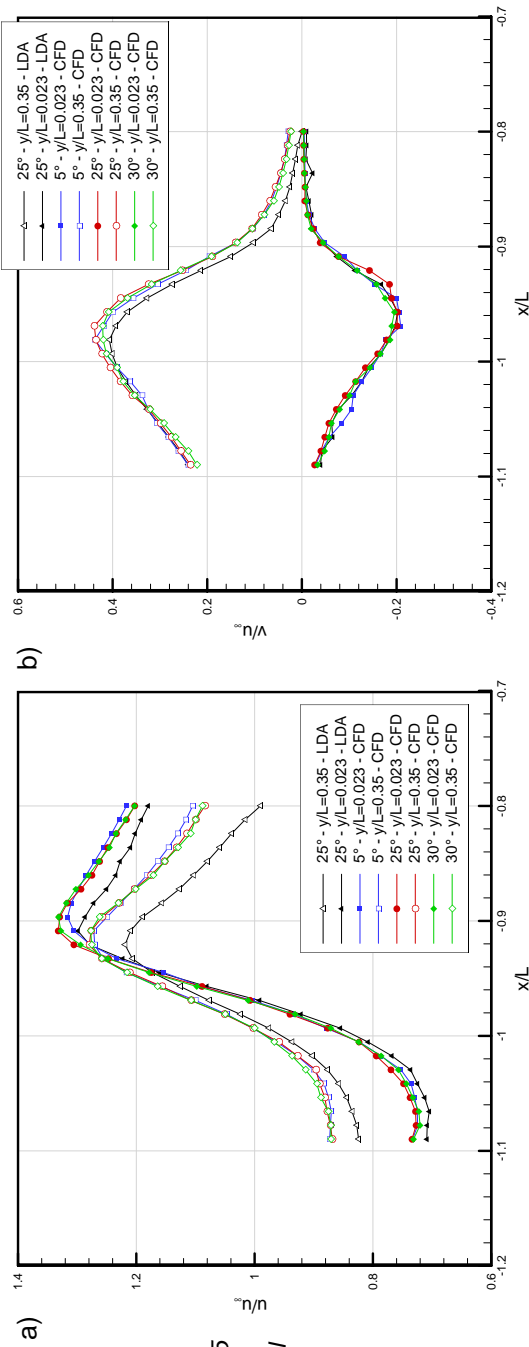 a)
u/u∞
1.4
1.2
1
0.8
0.6
-1.2
-1.1
-1
-0.9
-0.8
-0.7
x/L
25° - y/L=0.35 - LDA
25° - y/L=0.023 - LDA
5° - y/L=0.023 - CFD
5° - y/L=0.35 - CFD
25° - y/L=0.023 - CFD
25° - y/L=0.35 - CFD
30° - y/L=0.023 - CFD
30° - y/L=0.35 - CFD
b)
v/u∞
0.6
0.4
0.2
0
-0.2
-0.4
-1.2
-1.1
-1
-0.9
-0.8
-0.7
x/L
25° - y/L=0.35 - LDA
25° - y/L=0.023 - LDA
5° - y/L=0.023 - CFD
5° - y/L=0.35 - CFD
25° - y/L=0.023 - CFD
25° - y/L=0.35 - CFD
30° - y/L=0.023 - CFD
30° - y/L=0.35 - CFD